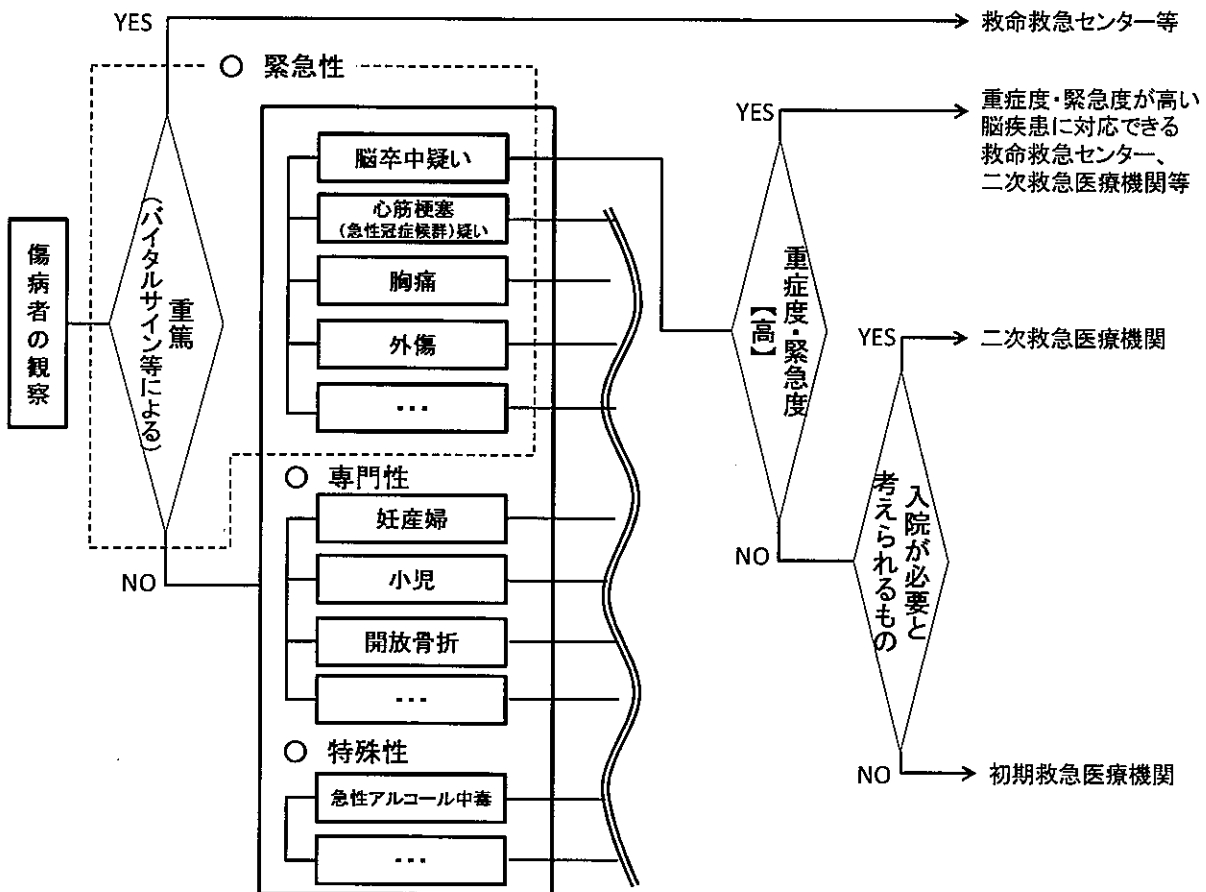 YES
救命救急センター等
○ 緊急性
傷病者の観察
重篤
(バイタルサイン等による)
NO
脳卒中疑い
心筋梗塞
(急性冠症候群)疑い
胸痛
外傷
・・・
○ 専門性
妊産婦
小児
開放骨折
・・・
○ 特殊性
急性アルコール中毒
・・・
重症度・緊急度
【高】
YES
重症度・緊急度が高い
脳疾患に対応できる
救命救急センター、
二次救急医療機関等
NO
入院が必要と
考えられるもの
YES
二次救急医療機関
NO
初期救急医療機関